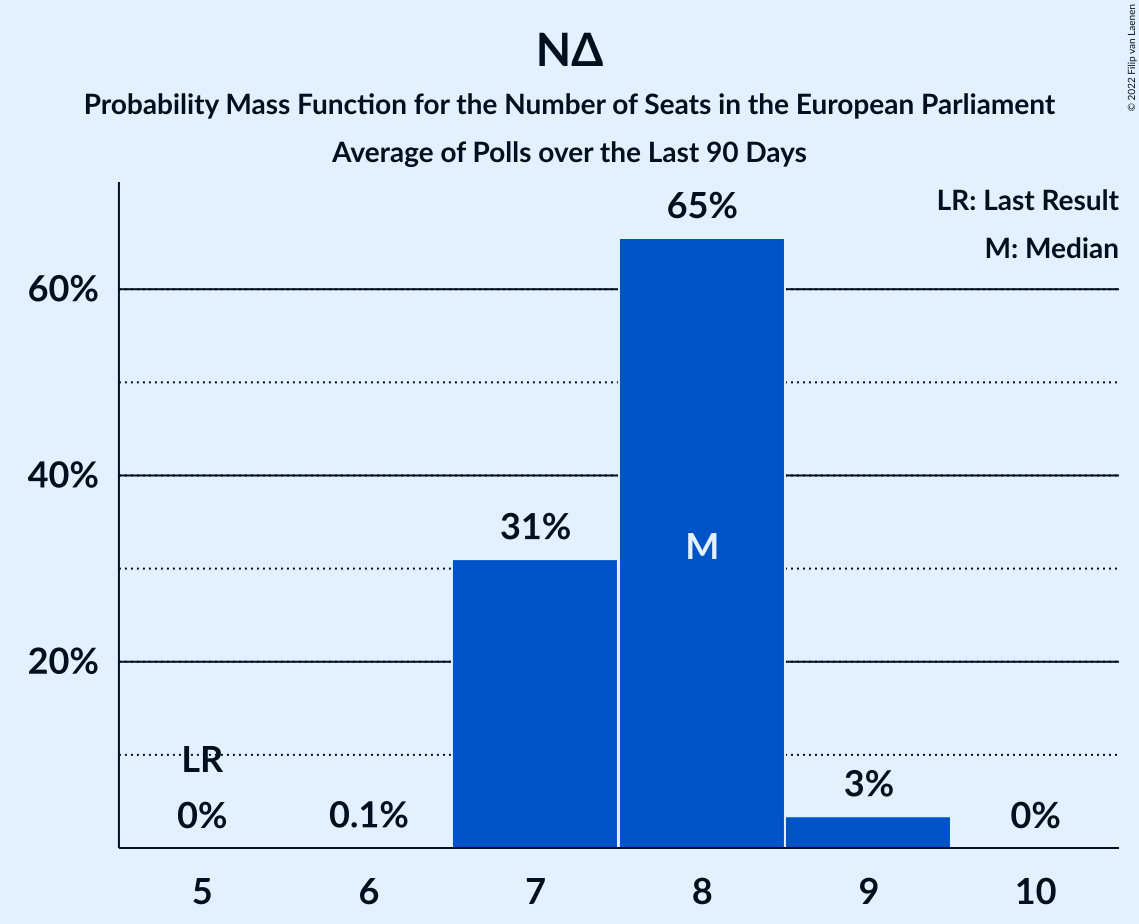 ΝΔ
Probability Mass Function for the Number of Seats in the European Parliament
Average of Polls over the Last 90 Days
© 2022 Filip van Laenen
LR: Last Result
M: Median
60%
40%
20%
LR
0%
0.1%
31%
65%
M
3%
0%
5 6 7 8 9 10